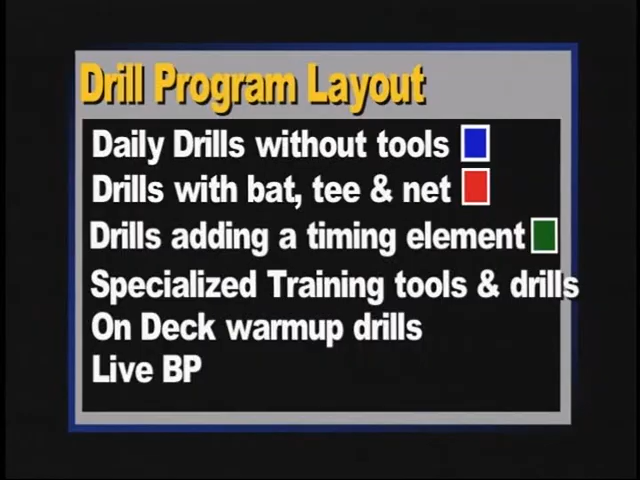 Drill Program Layout
Daily Drills without tools
Drills with bat, tee & net
Drills adding a timing element
Specialized Training tools & drills
On Deck warmup drills
Live BP